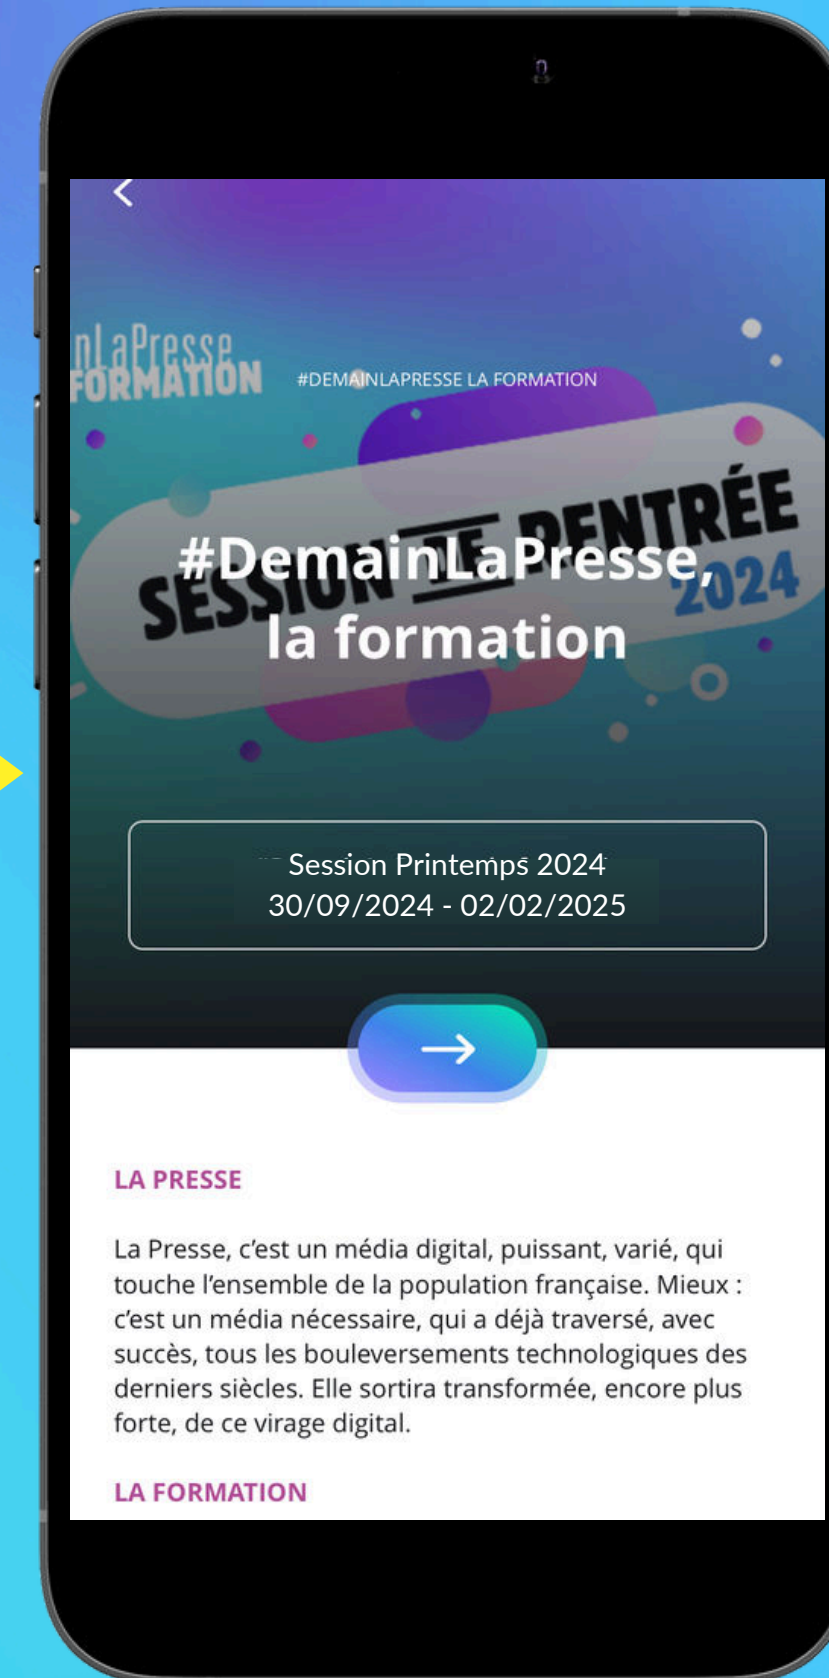 nLaPresse
FORMATION
#DEMAINLAPRESSE LA FORMATION
SESSION DE RENTRÉE
2024
#DemainLaPresse,
la formation
Session Printemps 2024
30/09/2024 - 02/02/2025
LA PRESSE
La Presse, c’est un média digital, puissant, varié, qui
touche l’ensemble de la population française. Mieux :
c’est un média nécessaire, qui a déjà traversé, avec
succès, tous les bouleversements technologiques des
derniers siècles. Elle sortira transformée, encore plus
forte, de ce virage digital.
LA FORMATION